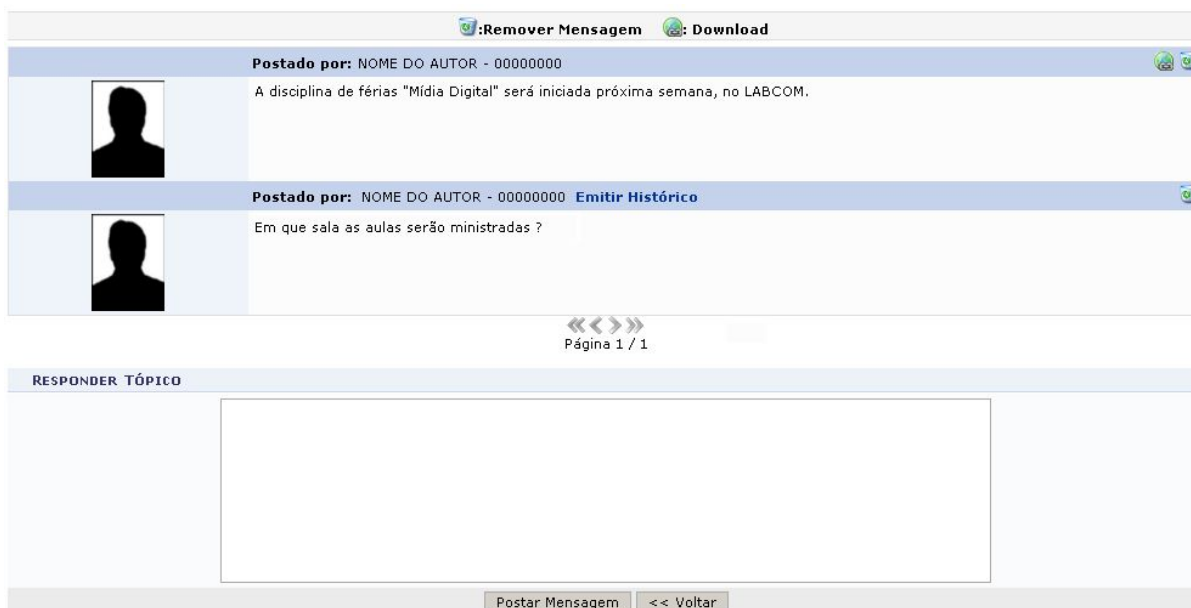 :Remover Mensagem : Download
Postado por: NOME DO AUTOR - 00000000
A disciplina de férias "Mídia Digital" será iniciada próxima semana, no LABCOM.
Postado por: NOME DO AUTOR - 00000000 Emitir Histórico
Em que sala as aulas serão ministradas ?
Página 1 / 1
RESPONDER TÓPICO
Postar Mensagem << Voltar